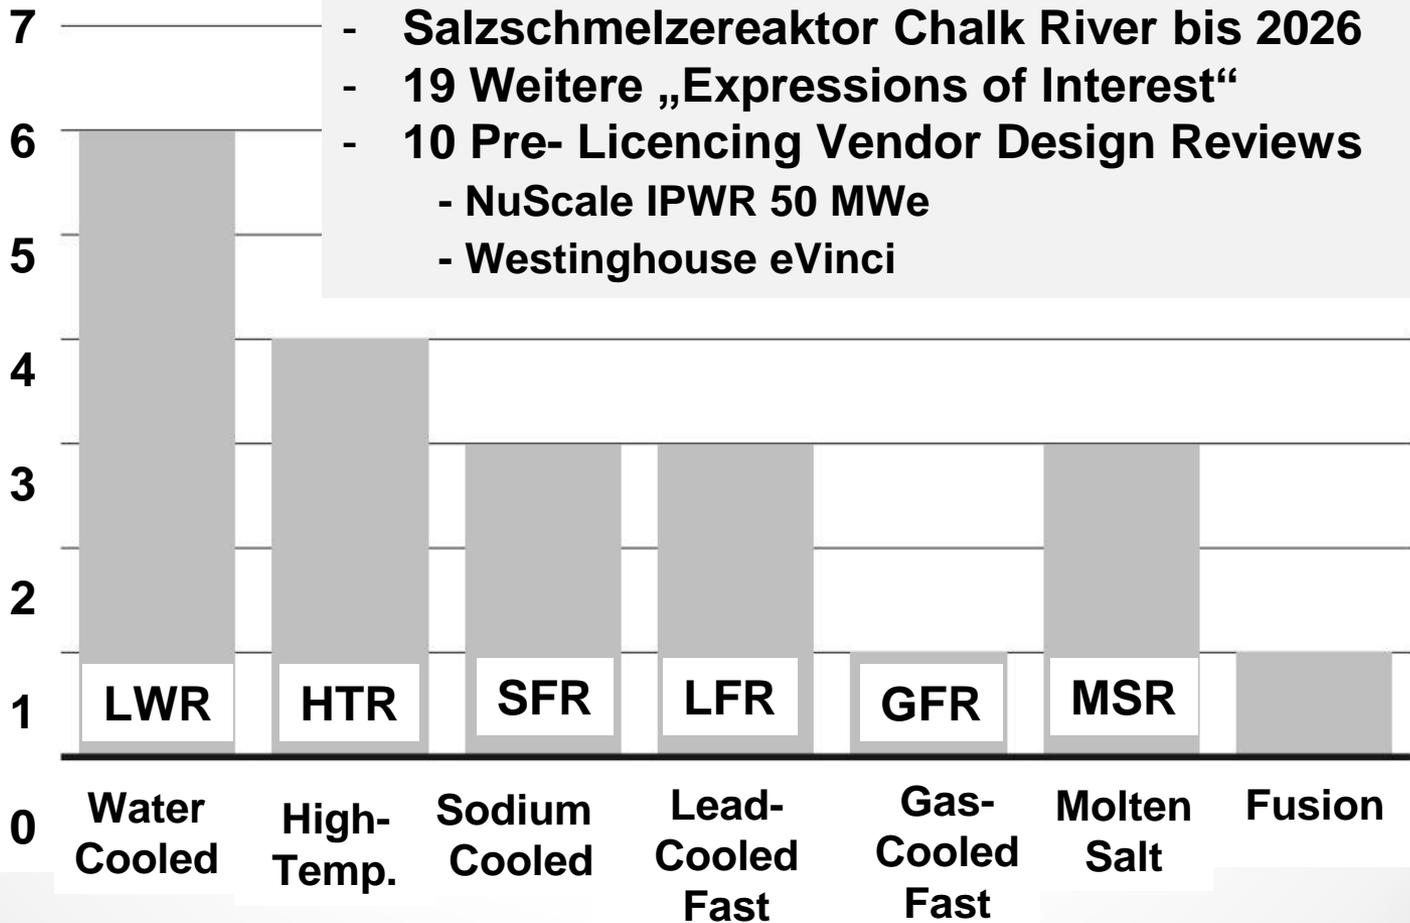 - Salzschmelzereaktor Chalk River bis 2026
- 19 Weitere „Expressions of Interest“
- 10 Pre- Licencing Vendor Design Reviews
- NuScale IPWR 50 MWe
- Westinghouse eVinci
7
6
5
4
3
2
1
0
LWR
HTR
SFR
LFR
GFR
MSR
Water
Cooled
High-
Temp.
Sodium
Cooled
Lead-
Cooled
Fast
Gas-
Cooled
Fast
Molten
Salt
Fusion